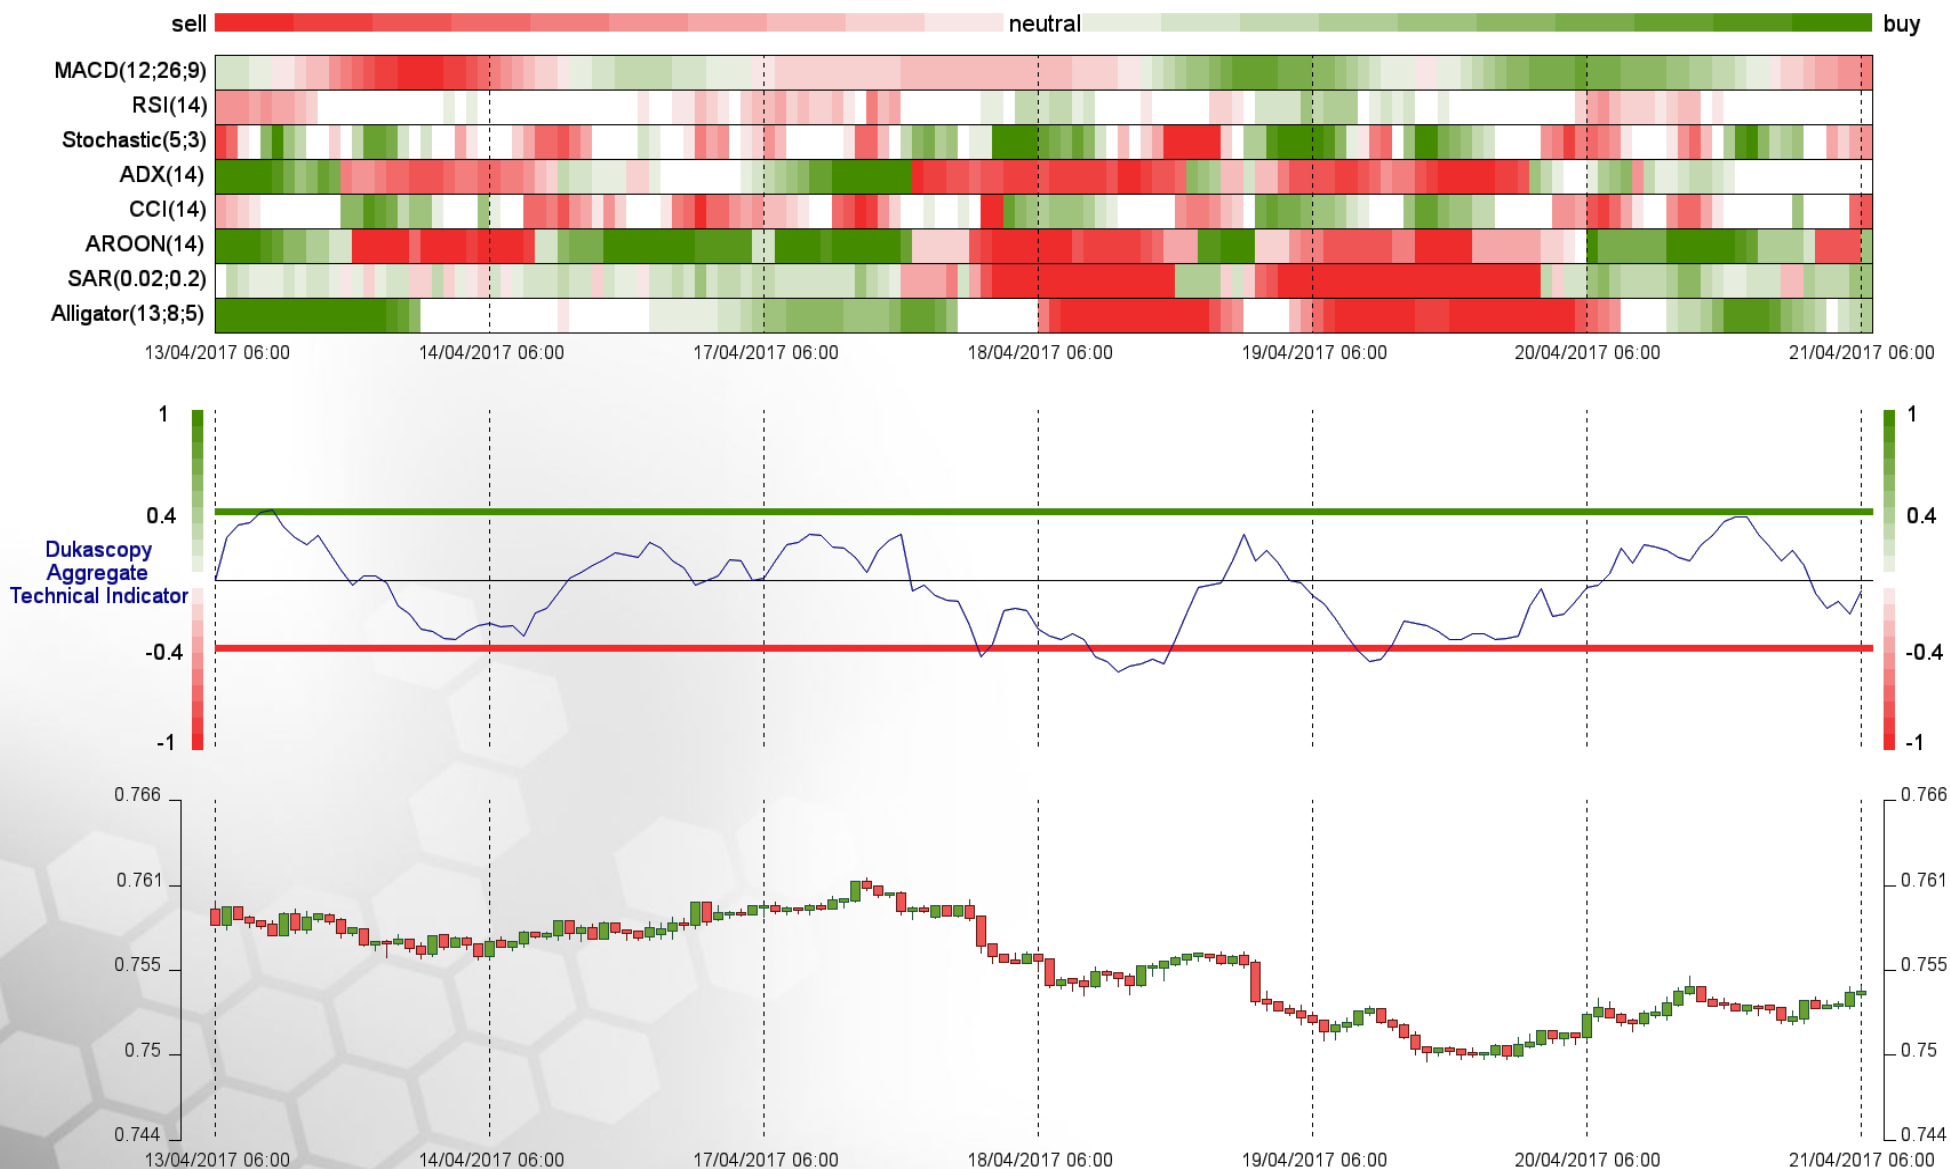 sell neutral buy
MACD(12;26;9)
RSI(14)
Stochastic(5;3)
ADX(14)
CCI(14)
AROON(14)
SAR(0.02;0.2)
Alligator(13;8;5)
13/04/2017 06:00 14/04/2017 06:00 17/04/2017 06:00 18/04/2017 06:00 19/04/2017 06:00 20/04/2017 06:00 21/04/2017 06:00
1 1
0.4 0.4
Dukascopy
Aggregate
Technical Indicator
-0.4 -0.4
-1 -1
0.766 0.766
0.761 0.761
0.755 0.755
0.75 0.75
0.744 0.744
13/04/2017 06:00 14/04/2017 06:00 17/04/2017 06:00 18/04/2017 06:00 19/04/2017 06:00 20/04/2017 06:00 21/04/2017 06:00